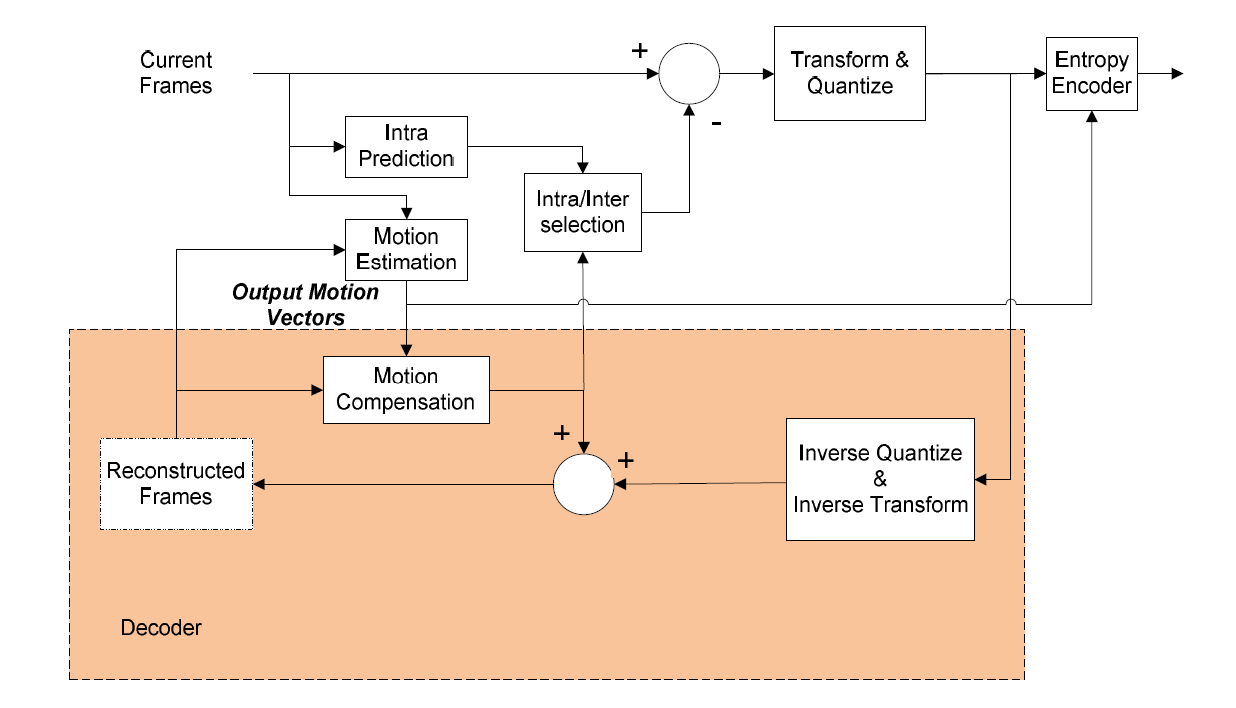 Current
Frames
+
-
Transform &
Quantize
Entropy
Encoder
Intra
Prediction
Intra/Inter
selection
Motion
Estimation
Output Motion
Vectors
Motion
Compensation
+
+
Inverse Quantize
&
Inverse Transform
Reconstructed
Frames
Decoder